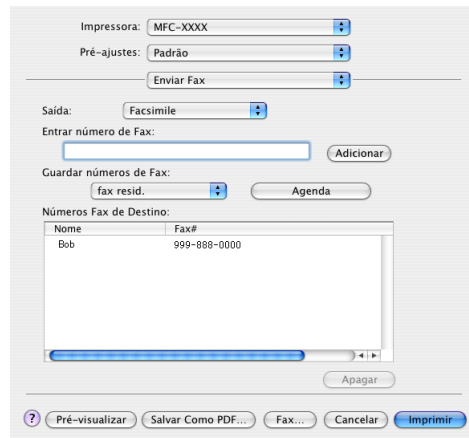 Impressora: MFC-XXXX
Pré-ajustes: Padrão
Enviar Fax
Saída: Facsimile
Entrar número de Fax:
Adicionar
Guardar números de Fax:
fax resid. Agenda
Números Fax de Destino:
Nome Fax#
Bob 999-888-0000
Apagar
? Pré-visualizar Salvar Como PDF... Fax... Cancelar Imprimir